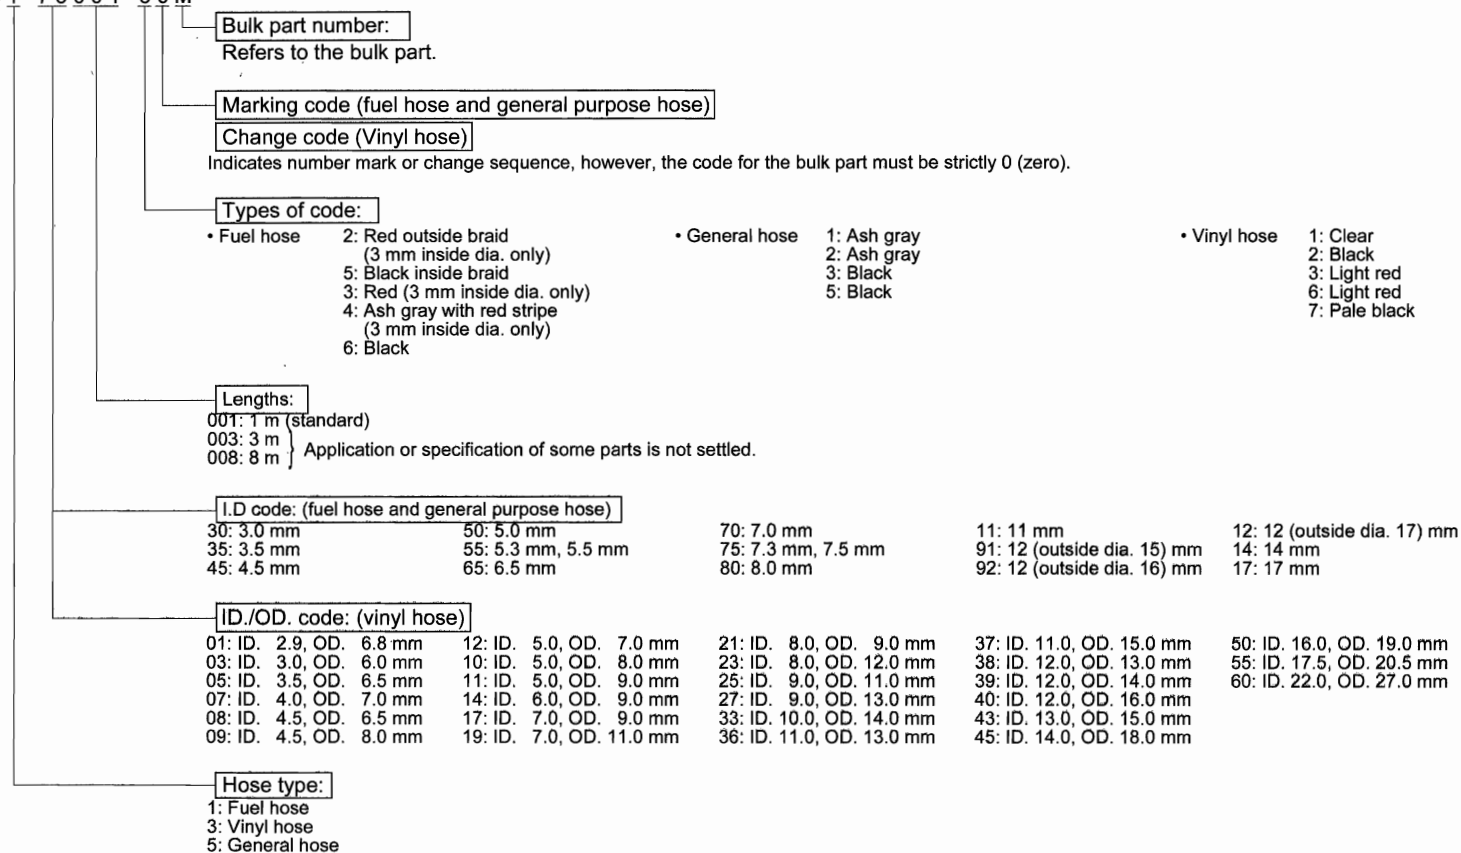 Bulk part number:
Refers to the bulk part.
Marking code (fuel hose and general purpose hose)
Change code (Vinyl hose)
Indicates number mark or change sequence, however, the code for the bulk part must be strictly 0 (zero).
Types of code:
• Fuel hose 2: Red outside braid • General hose 1: Ash gray • Vinyl hose 1: Clear
(3 mm inside dia. only) 2: Ash gray 2: Black
5: Black inside braid 3: Black 3: Light red
3: Red (3 mm inside dia. only) 5: Black 6: Light red
4: Ash gray with red stripe 7: Pale black
(3 mm inside dia. only)
6: Black
Lengths:
001: 1 m (standard)
003: 3 m
008: 8 m } Application or specification of some parts is not settled.
I.D code: (fuel hose and general purpose hose)
30: 3.0 mm 50: 5.0 mm 70: 7.0 mm 11: 11 mm 12: 12 (outside dia. 17) mm
35: 3.5 mm 55: 5.3 mm, 5.5 mm 75: 7.3 mm, 7.5 mm 91: 12 (outside dia. 15) mm 14: 14 mm
45: 4.5 mm 65: 6.5 mm 80: 8.0 mm 92: 12 (outside dia. 16) mm 17: 17 mm
ID./OD. code: (vinyl hose)
01: ID. 2.9, OD. 6.8 mm 12: ID. 5.0, OD. 7.0 mm 21: ID. 8.0, OD. 9.0 mm 37: ID. 11.0, OD. 15.0 mm 50: ID. 16.0, OD. 19.0 mm
03: ID. 3.0, OD. 6.0 mm 10: ID. 5.0, OD. 8.0 mm 23: ID. 8.0, OD. 12.0 mm 38: ID. 12.0, OD. 13.0 mm 55: ID. 17.5, OD. 20.5 mm
05: ID. 3.5, OD. 6.5 mm 11: ID. 5.0, OD. 9.0 mm 25: ID. 9.0, OD. 11.0 mm 39: ID. 12.0, OD. 14.0 mm 60: ID. 22.0, OD. 27.0 mm
07: ID. 4.0, OD. 7.0 mm 14: ID. 6.0, OD. 9.0 mm 27: ID. 9.0, OD. 13.0 mm 40: ID. 12.0, OD. 16.0 mm
08: ID. 4.5, OD. 6.5 mm 17: ID. 7.0, OD. 9.0 mm 33: ID. 10.0, OD. 14.0 mm 43: ID. 13.0, OD. 15.0 mm
09: ID. 4.5, OD. 8.0 mm 19: ID. 7.0, OD. 11.0 mm 36: ID. 11.0, OD. 13.0 mm 45: ID. 14.0, OD. 18.0 mm
Hose type:
1: Fuel hose
3: Vinyl hose
5: General hose